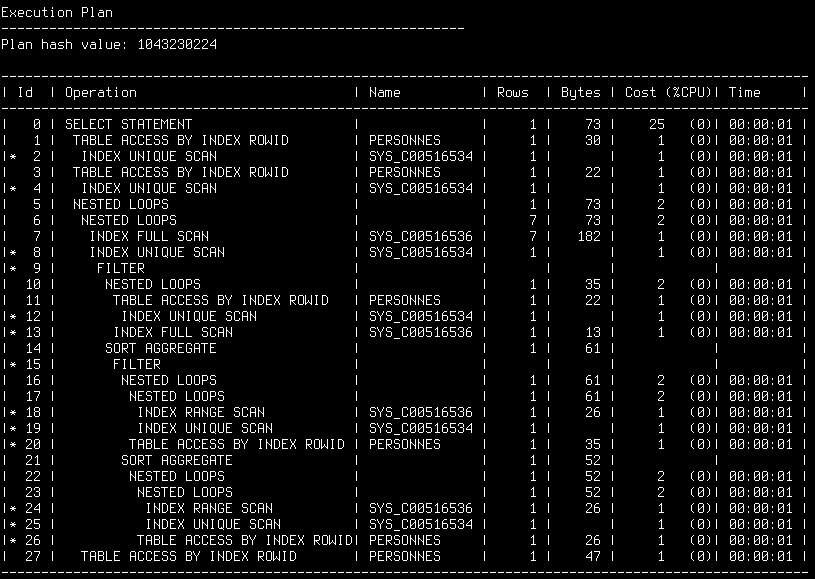 Execution Plan
----------------------------------------------------------
Plan hash value: 1043230224

-----------------------------------------------------------------------------------------------------
| Id  | Operation                           | Name          | Rows  | Bytes | Cost (%CPU)| Time     |
-----------------------------------------------------------------------------------------------------
|   0 | SELECT STATEMENT                    |               |     1 |    73 |    25   (0)| 00:00:01 |
|   1 |  TABLE ACCESS BY INDEX ROWID        | PERSONNES     |     1 |    30 |     1   (0)| 00:00:01 |
|*  2 |   INDEX UNIQUE SCAN                 | SYS_C00516534 |     1 |       |     1   (0)| 00:00:01 |
|   3 |  TABLE ACCESS BY INDEX ROWID        | PERSONNES     |     1 |    22 |     1   (0)| 00:00:01 |
|*  4 |   INDEX UNIQUE SCAN                 | SYS_C00516534 |     1 |       |     1   (0)| 00:00:01 |
|   5 |  NESTED LOOPS                       |               |     1 |    73 |     2   (0)| 00:00:01 |
|   6 |   NESTED LOOPS                      |               |     7 |    73 |     2   (0)| 00:00:01 |
|   7 |    INDEX FULL SCAN                  | SYS_C00516536 |     7 |   182 |     1   (0)| 00:00:01 |
|*  8 |    INDEX UNIQUE SCAN                | SYS_C00516534 |     1 |       |     1   (0)| 00:00:01 |
|*  9 |     FILTER                          |               |       |       |            |          |
|  10 |      NESTED LOOPS                   |               |     1 |    35 |     2   (0)| 00:00:01 |
|  11 |       TABLE ACCESS BY INDEX ROWID   | PERSONNES     |     1 |    22 |     1   (0)| 00:00:01 |
|* 12 |        INDEX UNIQUE SCAN            | SYS_C00516534 |     1 |       |     1   (0)| 00:00:01 |
|* 13 |       INDEX FULL SCAN               | SYS_C00516536 |     1 |    13 |     1   (0)| 00:00:01 |
|  14 |      SORT AGGREGATE                 |               |     1 |    61 |            |          |
|* 15 |       FILTER                        |               |       |       |            |          |
|  16 |        NESTED LOOPS                 |               |     1 |    61 |     2   (0)| 00:00:01 |
|  17 |         NESTED LOOPS                |               |     1 |    61 |     2   (0)| 00:00:01 |
|* 18 |          INDEX RANGE SCAN           | SYS_C00516536 |     1 |    26 |     1   (0)| 00:00:01 |
|* 19 |          INDEX UNIQUE SCAN          | SYS_C00516534 |     1 |       |     1   (0)| 00:00:01 |
|* 20 |         TABLE ACCESS BY INDEX ROWID | PERSONNES     |     1 |    35 |     1   (0)| 00:00:01 |
|  21 |        SORT AGGREGATE               |               |     1 |    52 |            |          |
|  22 |         NESTED LOOPS                |               |     1 |    52 |     2   (0)| 00:00:01 |
|  23 |          NESTED LOOPS               |               |     1 |    52 |     2   (0)| 00:00:01 |
|* 24 |           INDEX RANGE SCAN          | SYS_C00516536 |     1 |    26 |     1   (0)| 00:00:01 |
|* 25 |           INDEX UNIQUE SCAN         | SYS_C00516534 |     1 |       |     1   (0)| 00:00:01 |
|* 26 |          TABLE ACCESS BY INDEX ROWID| PERSONNES     |     1 |    26 |     1   (0)| 00:00:01 |
|  27 |   TABLE ACCESS BY INDEX ROWID       | PERSONNES     |     1 |    47 |     1   (0)| 00:00:01 |
-----------------------------------------------------------------------------------------------------